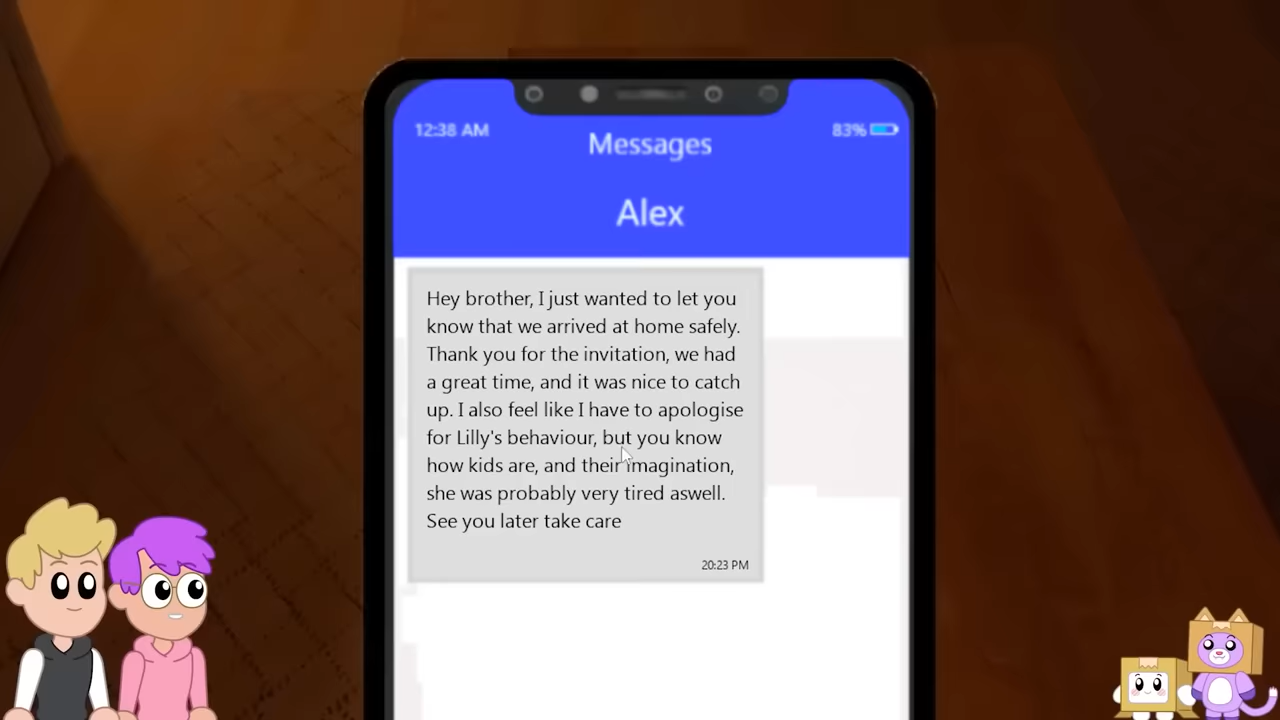 12:38 AM
83%
Messages
Alex
Hey brother, I just wanted to let you
know that we arrived at home safely.
Thank you for the invitation, we had
a great time, and it was nice to catch
up. I also feel like I have to apologise
for Lilly's behaviour, but you know
how kids are, and their imagination,
she was probably very tired aswell.
See you later take care
20:23 PM